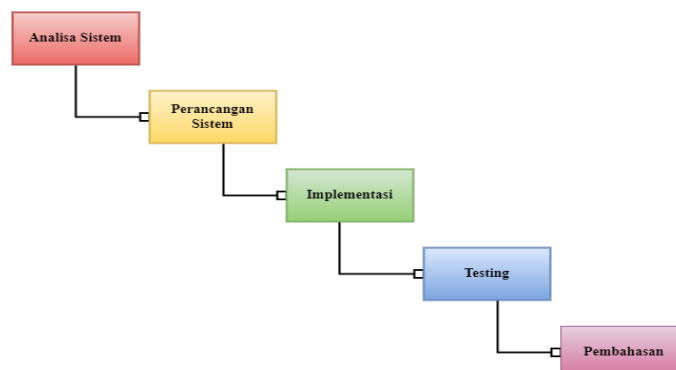 Analisa Sistem
Perancangan
Sistem
Implementasi
Testing
Pembahasan